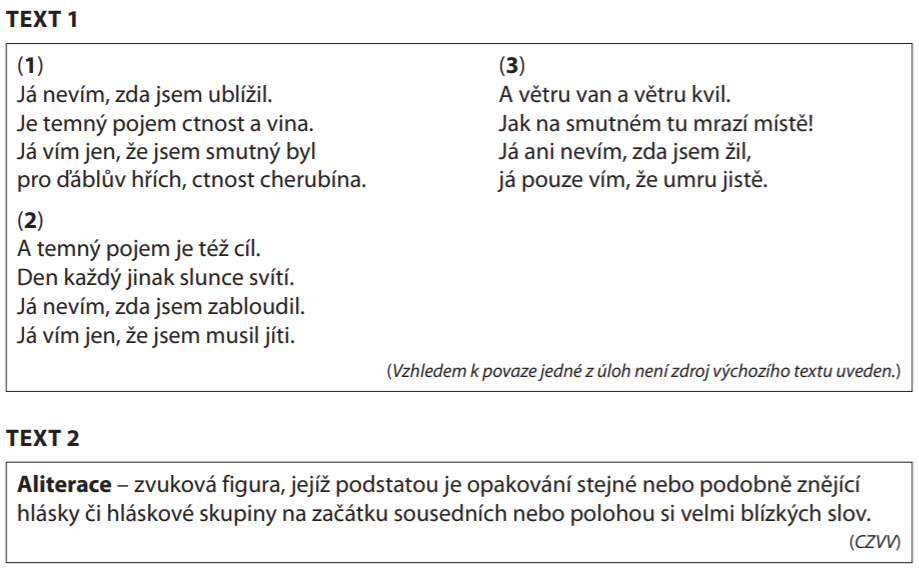 TEXT 1
(1)
Já nevím, zda jsem ublížil.
Je temný pojem ctnost a vina.
Já vím jen, že jsem smutný byl
pro ďáblův hřích, ctnost cherubína.
(2)
A temný pojem je též cíl.
Den každý jinak slunce svítí.
Já nevím, zda jsem zabloudil.
Já vím jen, že jsem musil jíti.
(3)
A větru van a větru kvil.
Jak na smutném tu mrazí místě!
Já ani nevím, zda jsem žil,
já pouze vím, že umru jistě.
(Vzhledem k povaze jedné z úloh není zdroj výchozího textu uveden.)
TEXT 2
Aliterace – zvuková figura, jejíž podstatou je opakování stejné nebo podobně znějící
hlásky či hláskové skupiny na začátku sousedních nebo polohou si velmi blízkých slov.
(CZVV)